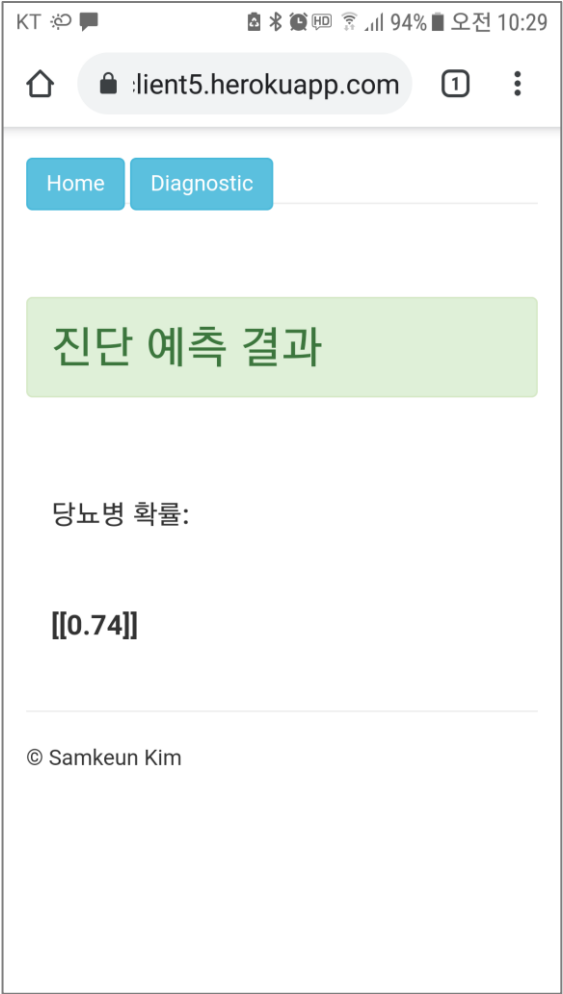 KT 94% 오전 10:29
:lient5.herokuapp.com 1
Home Diagnostic
진단 예측 결과
당뇨병 확률:
[[0.74]]
© Samkeun Kim